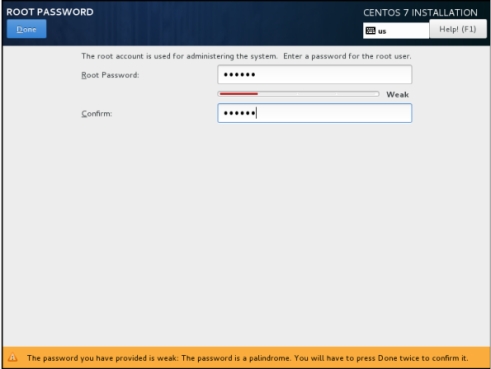 ROOT PASSWORD
CENTOS 7 INSTALLATION
Done
us
Help! (F1)
The root account is used for administering the system. Enter a password for the root user.
Root Password:
••••••
Weak
Confirm:
••••••
The password you have provided is weak: The password is a palindrome. You will have to press Done twice to confirm it.